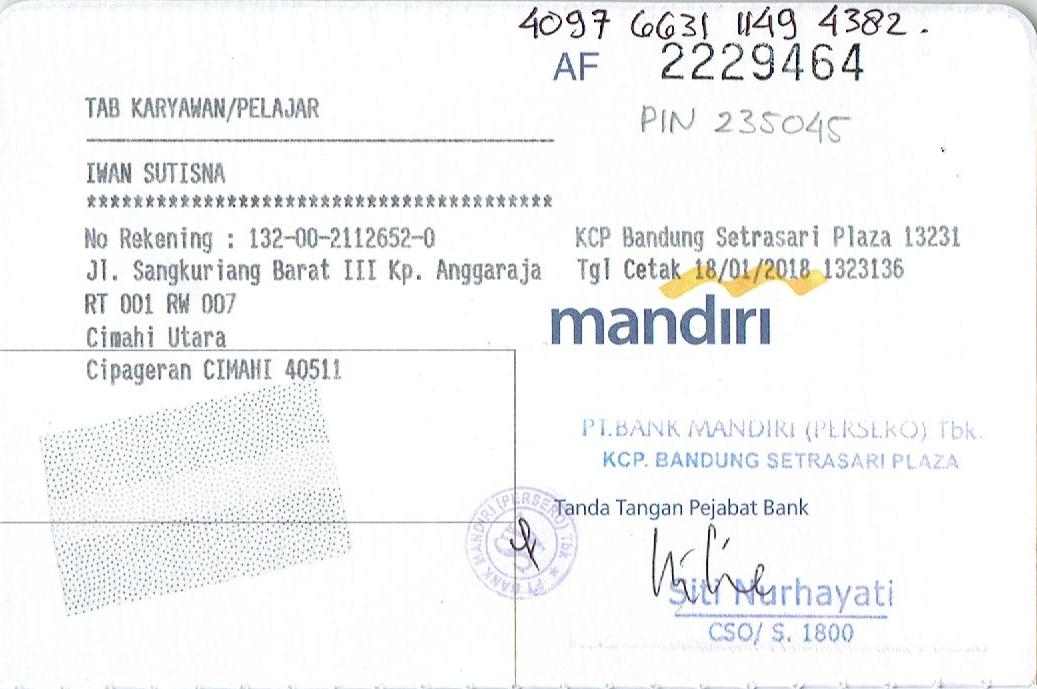 4097 6631 1149 4382.
AF 2229464
TAB KARYAWAN/PELAJAR
PIN 235045
IWAN SUTISNA
****************************************
No Rekening : 132-00-2112652-0 KCP Bandung Setrasari Plaza 13231
Jl. Sangkuriang Barat III Kp. Anggaraja Tgl Cetak 18/01/2018 1323136
RT 001 RW 007
mandiri
Cimahi Utara
Cipageran CIMAHI 40511
PT.BANK MANDIRI (PERSERO) Tbk.
KCP. BANDUNG SETRASARI PLAZA
Tanda Tangan Pejabat Bank
PT BANK MANDIRI (PERSERO) Tbk
Siti Nurhayati
CSO/ S. 1800